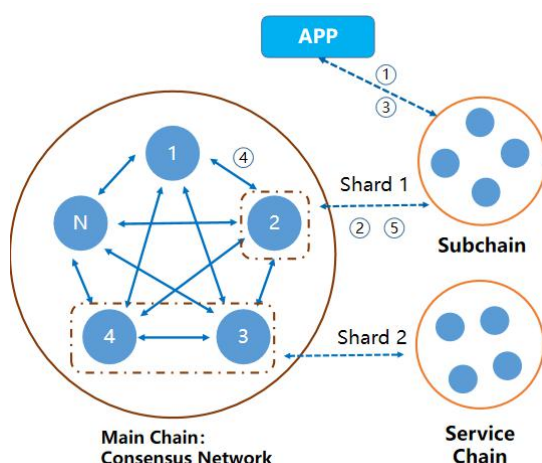 APP
①
③
1
④
Shard 1
N
2
②
⑤
Subchain
4
3
Shard 2
Main Chain:
Consensus Network
Service
Chain